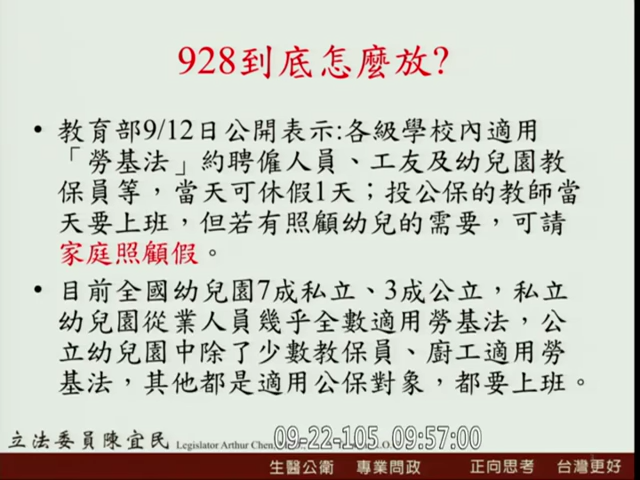 928到底怎麼放?
• 教育部9/12日公開表示:各級學校內適用
「勞基法」約聘僱人員、工友及幼兒園教
保員等，當天可休假1天；投公保的教師當
天要上班，但若有照顧幼兒的需要，可請
家庭照顧假。
• 目前全國幼兒園7成私立、3成公立，私立
幼兒園從業人員幾乎全數適用勞基法，公
立幼兒園中除了少數教保員、廚工適用勞
基法，其他都是適用公保對象，都要上班。
立法委員陳宜民 Legislator Arthur Chen,
09-22-105 09:57:00
生醫公衛 專業問政 正向思考 台灣更好